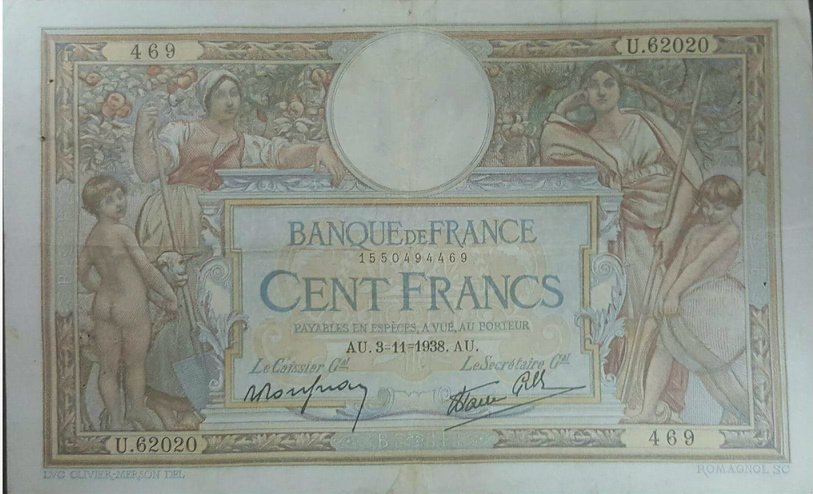 469 U.62020
BANQUE DE FRANCE
1550494469
CENT FRANCS
PAYABLES EN ESPÈCES, A VUE, AU PORTEUR
AU. 3=11=1938. AU.
Le Caissier Gal Le Secrétaire Gal
U.62020 469
LVC OLIVIER-MERSON DEL ROMAGNOL SC